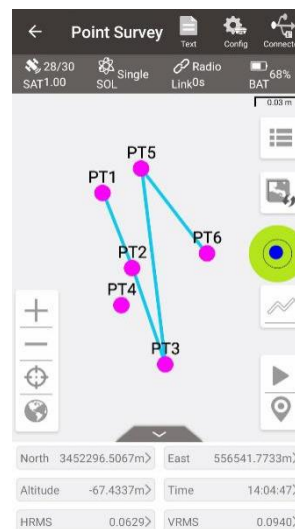 Point Survey
Text Config Connector
28/30 Single Radio 68%
SAT1.00 SOL Link0s BAT
0.03 m
PT5
PT1
PT6
PT2
PT4
PT3
North 3452296.5067m East 556541.7733m
Altitude -67.4337m Time 14:04:47
HRMS 0.0629 VRMS 0.0940